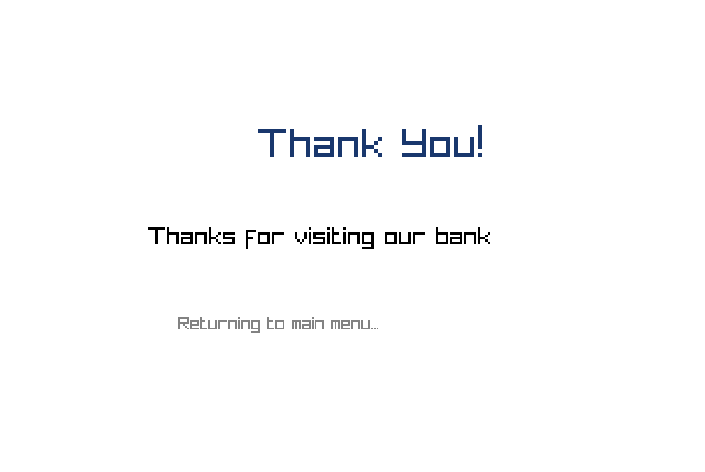 Thank You!
Thanks for visiting our bank
Returning to main menu...